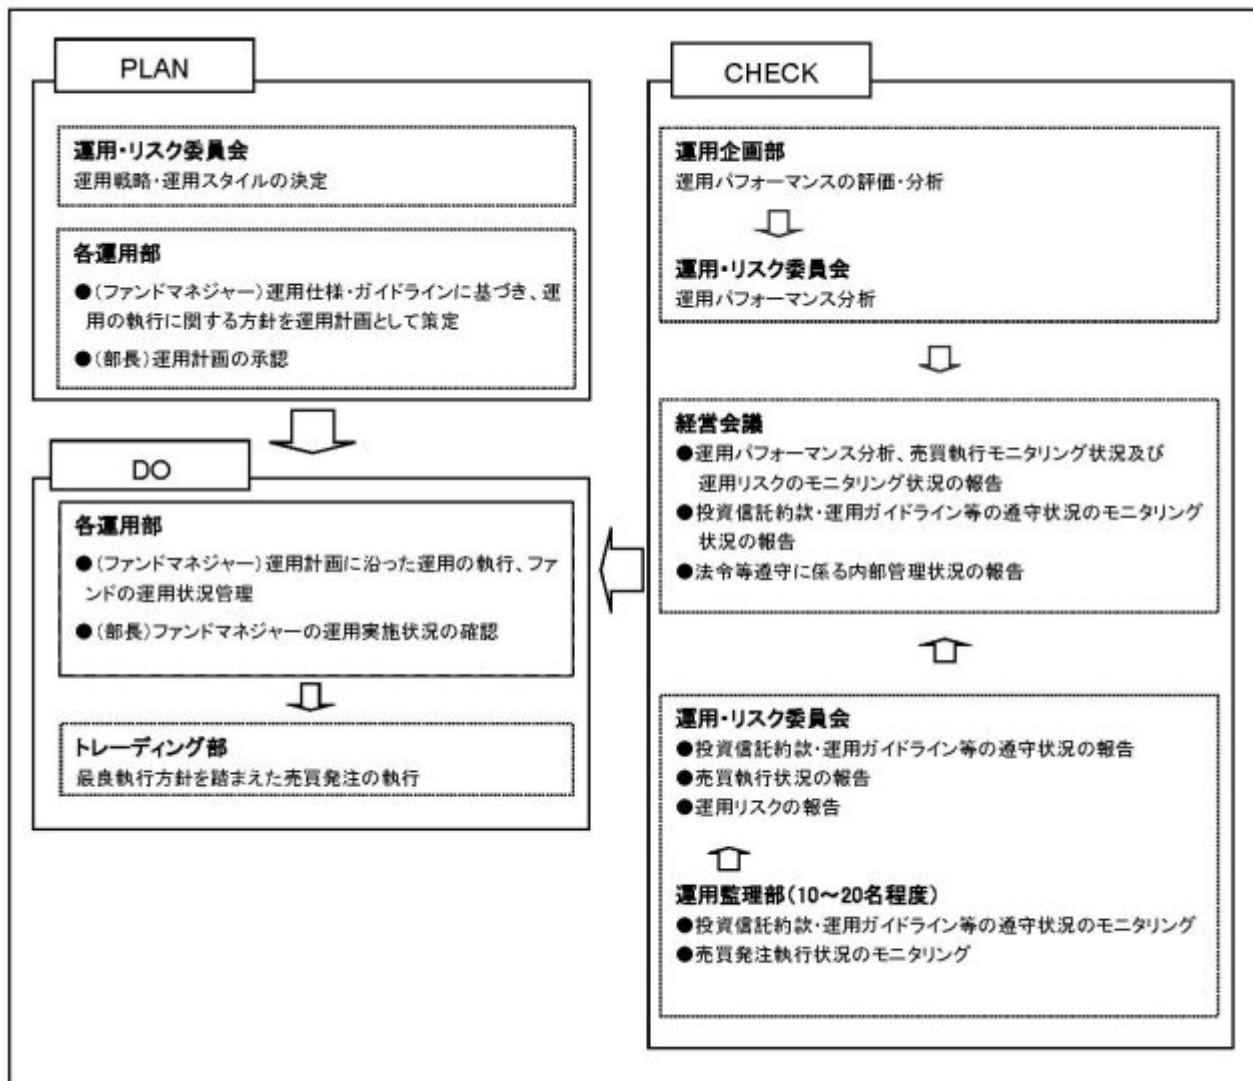 PLAN
運用・リスク委員会
運用戦略・運用スタイルの決定
各運用部
●(ファンドマネジャー)運用仕様・ガイドラインに基づき、運
用の執行に関する方針を運用計画として策定
●(部長)運用計画の承認
DO
各運用部
●(ファンドマネジャー)運用計画に沿った運用の執行、ファ
ンドの運用状況管理
●(部長)ファンドマネジャーの運用実施状況の確認
トレーディング部
最良執行方針を踏まえた売買発注の執行
CHECK
運用企画部
運用パフォーマンスの評価・分析
運用・リスク委員会
運用パフォーマンス分析
経営会議
●運用パフォーマンス分析、売買執行モニタリング状況及び
運用リスクのモニタリング状況の報告
●投資信託約款・運用ガイドライン等の遵守状況のモニタリング
状況の報告
●法令等遵守に係る内部管理状況の報告
運用・リスク委員会
●投資信託約款・運用ガイドライン等の遵守状況の報告
●売買執行状況の報告
●運用リスクの報告
運用監理部(10～20名程度)
●投資信託約款・運用ガイドライン等の遵守状況のモニタリング
●売買発注執行状況のモニタリング